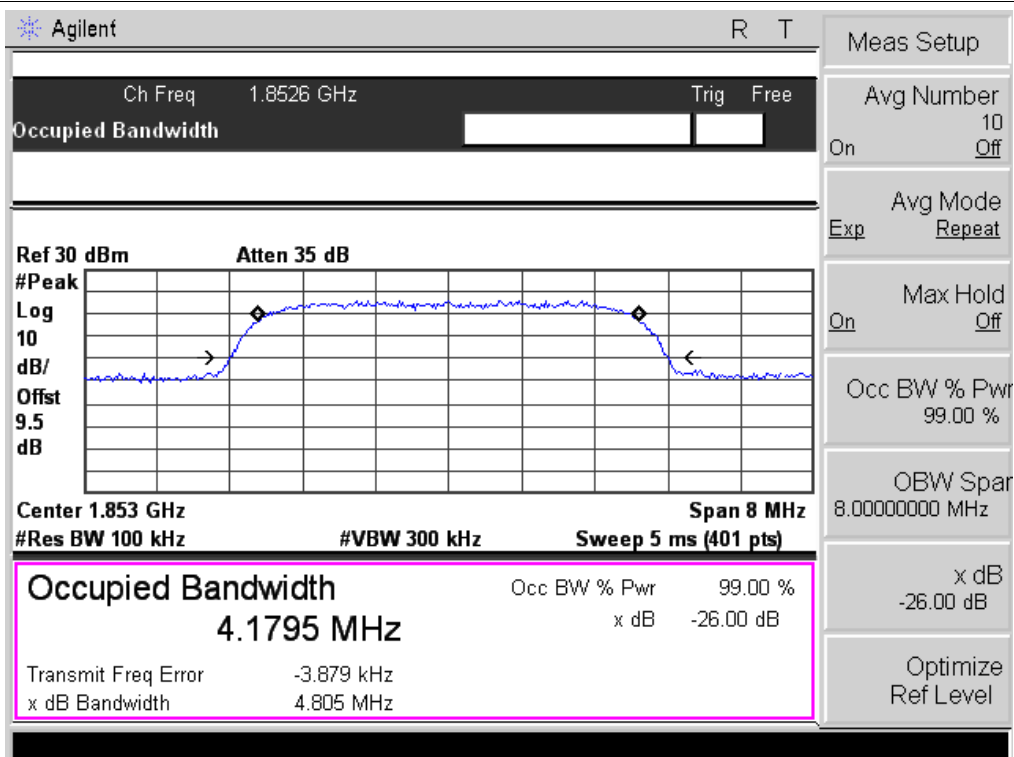 Agilent R T
Ch Freq 1.8526 GHz Trig Free
Occupied Bandwidth
Ref 30 dBm Atten 35 dB
#Peak
Log
10
dB/
Offst
9.5
dB
Center 1.853 GHz Span 8 MHz
#Res BW 100 kHz #VBW 300 kHz Sweep 5 ms (401 pts)
Occupied Bandwidth
4.1795 MHz
Occ BW % Pwr 99.00 %
x dB -26.00 dB
Transmit Freq Error -3.879 kHz
x dB Bandwidth 4.805 MHz
Meas Setup
Avg Number
10
On Off
Avg Mode
Exp Repeat
Max Hold
On Off
Occ BW % Pwr
99.00 %
OBW Span
8.00000000 MHz
x dB
-26.00 dB
Optimize
Ref Level